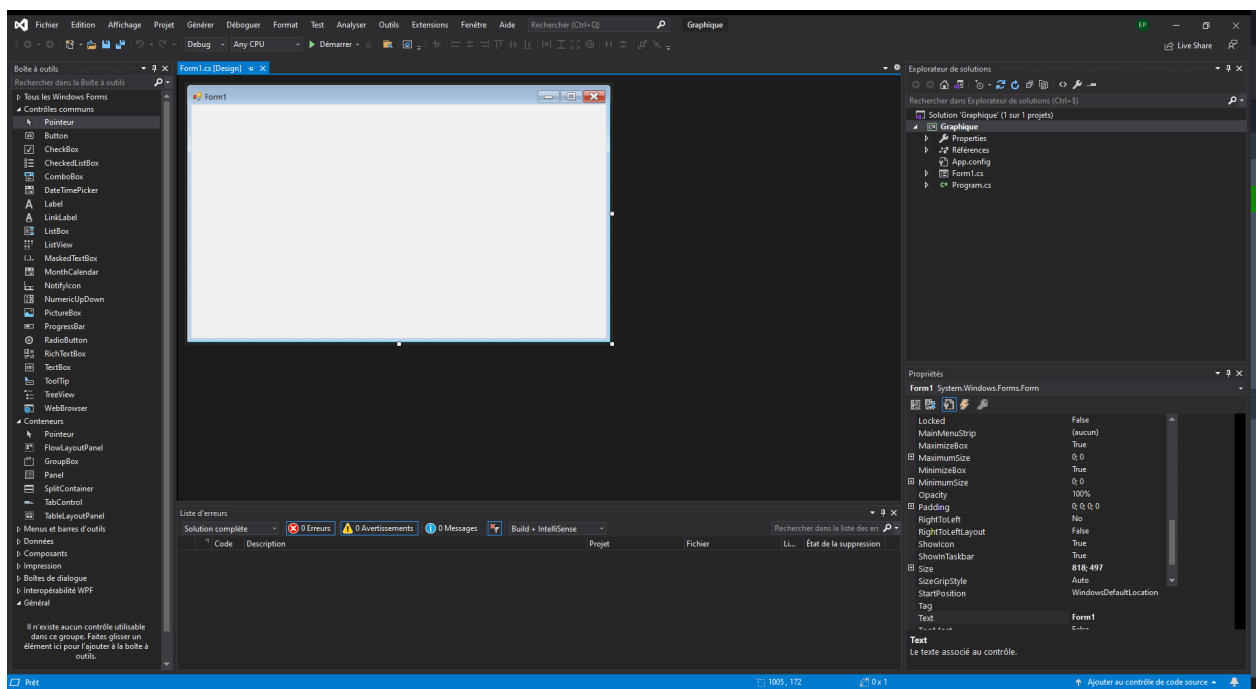 Fichier Edition Affichage Projet Générer Déboguer Format Test Analyser Outils Extensions Fenêtre Aide Rechercher (Ctrl+Q) Graphique EP
Debug Any CPU Démarrer Live Share
Boîte à outils
Rechercher dans la Boîte à outils
Tous les Windows Forms
Contrôles communs
Pointeur
Button
CheckBox
CheckedListBox
ComboBox
DateTimePicker
Label
LinkLabel
ListBox
ListView
MaskedTextBox
MonthCalendar
NotifyIcon
NumericUpDown
PictureBox
ProgressBar
RadioButton
RichTextBox
TextBox
ToolTip
TreeView
WebBrowser
Conteneurs
Pointeur
FlowLayoutPanel
GroupBox
Panel
SplitContainer
TabControl
TableLayoutPanel
Menus et barres d'outils
Données
Composants
Impression
Boîtes de dialogue
Interopérabilité WPF
Général
Il n'existe aucun contrôle utilisable
dans ce groupe. Faites glisser un
élément ici pour l'ajouter à la boîte à
outils.
Form1.cs [Design]
Form1
Liste d'erreurs
Solution complète 0 Erreurs 0 Avertissements 0 Messages Build + IntelliSense Rechercher dans la liste des err
Code Description Projet Fichier Li... État de la suppression
Explorateur de solutions
Rechercher dans Explorateur de solutions (Ctrl+$)
Solution 'Graphique' (1 sur 1 projets)
Graphique
Properties
Références
App.config
Form1.cs
Program.cs
Propriétés
Form1 System.Windows.Forms.Form
Locked False
MainMenuStrip (aucun)
MaximizeBox True
MaximumSize 0; 0
MinimizeBox True
MinimumSize 0; 0
Opacity 100%
Padding 0; 0; 0; 0
RightToLeft No
RightToLeftLayout False
ShowIcon True
ShowInTaskbar True
Size 818; 497
SizeGripStyle Auto
StartPosition WindowsDefaultLocation
Tag
Text Form1
Text
Le texte associé au contrôle.
Prêt 1005 , 172 0 x 1 Ajouter au contrôle de code source